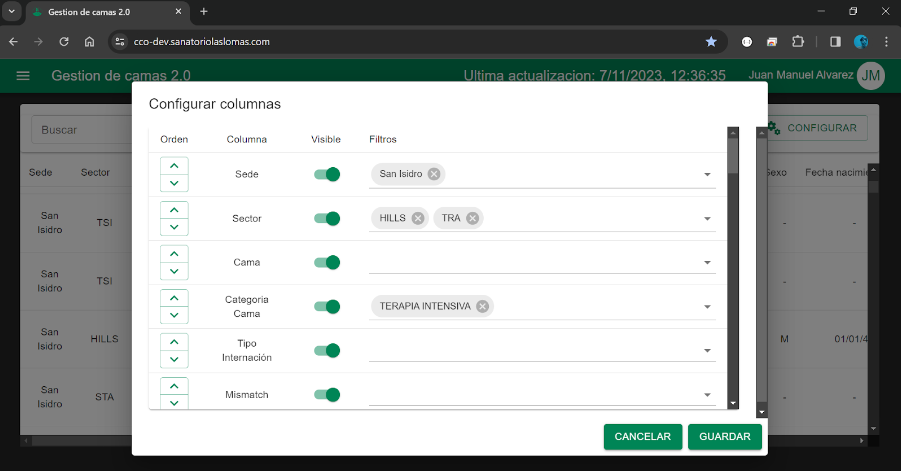 Gestion de camas 2.0
cco-dev.sanatoriolaslomas.com
Gestion de camas 2.0
Ultima actualizacion: 7/11/2023, 12:36:35
Juan Manuel Alvarez
JM
Configurar columnas
Buscar
CONFIGURAR
Orden Columna Visible Filtros
Sede Sector
Sexo Fecha nacimie
Sede San Isidro
Sector HILLS TRA
Cama
Categoria
Cama
TERAPIA INTENSIVA
Tipo
Internación
Mismatch
San
Isidro
TSI - -
San
Isidro
TSI - -
San
Isidro
HILLS M 01/01/4
San
Isidro
STA - -
CANCELAR GUARDAR